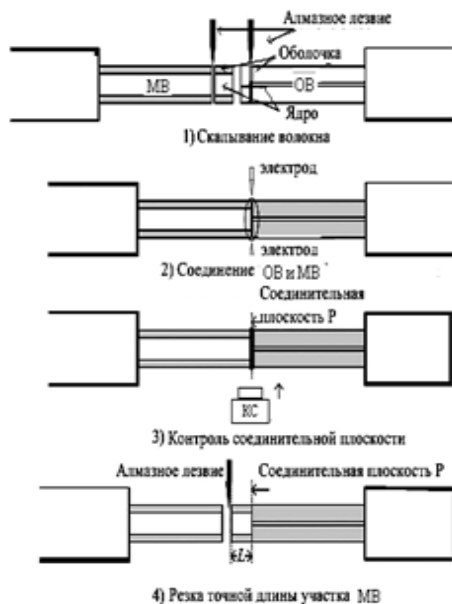 Алмазное лезвие
Оболочка
МВ
ОВ
Ядро
1) Скалывание волокна
электрод
электрод
2) Соединение ОВ и МВ
Соединительная
плоскость Р
КС
3) Контроль соединительной плоскости
Алмазное лезвие
Соединительная плоскость Р
L
4) Резка точной длины участка МВ